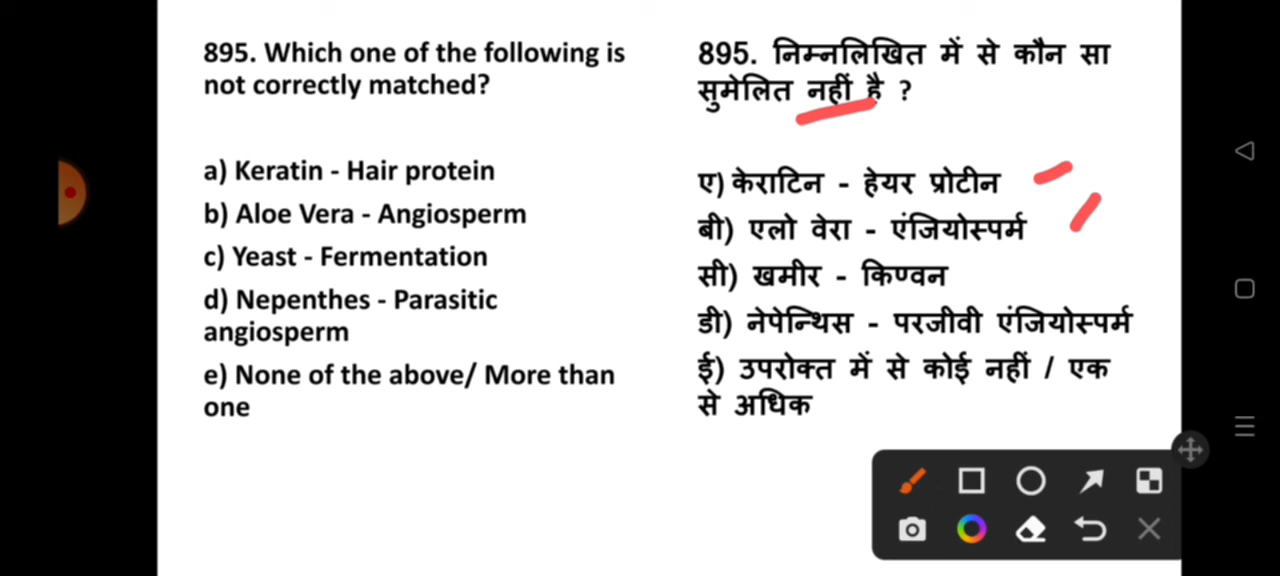 895. Which one of the following is
not correctly matched?
a) Keratin - Hair protein
b) Aloe Vera - Angiosperm
c) Yeast - Fermentation
d) Nepenthes - Parasitic
angiosperm
e) None of the above/ More than
one
895. निम्नलिखित में से कौन सा
सुमेलित नहीं है ?
ए) केराटिन - हेयर प्रोटीन
बी) एलो वेरा - एंजियोस्पर्म
सी) खमीर - किण्वन
डी) नेपेन्थिस - परजीवी एंजियोस्पर्म
ई) उपरोक्त में से कोई नहीं / एक
से अधिक